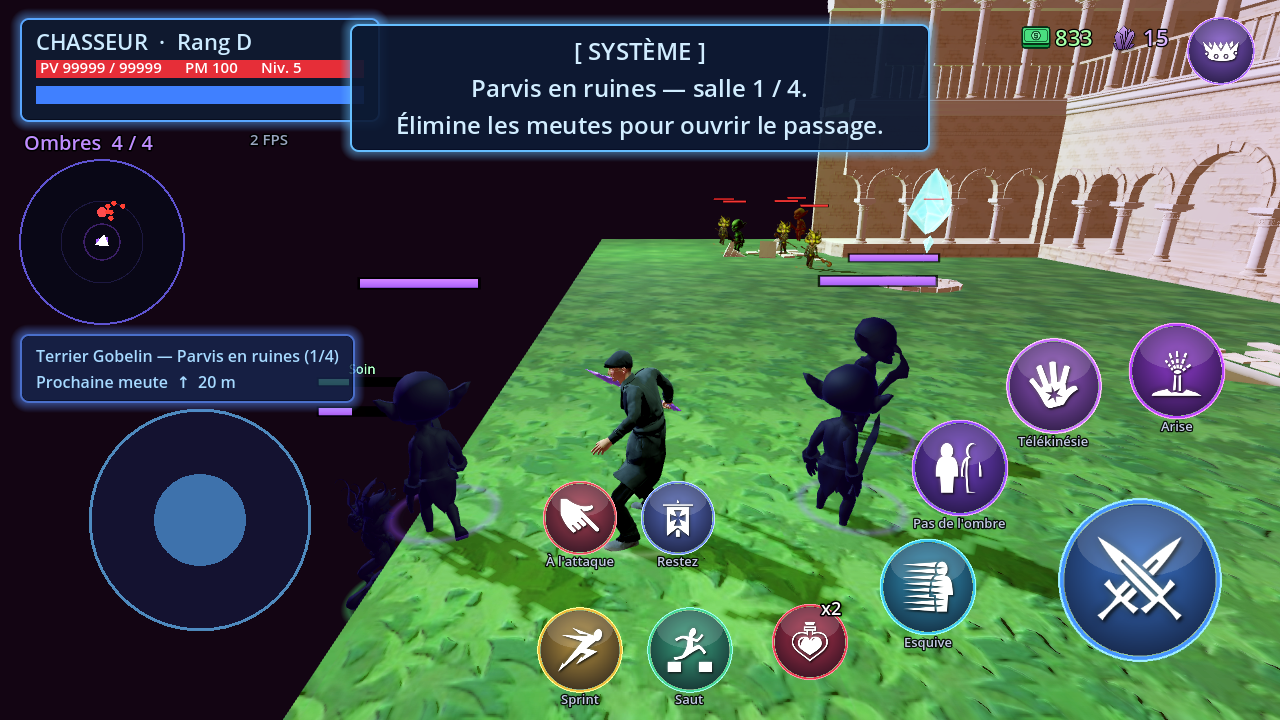 CHASSEUR · Rang D
PV 99999 / 99999 PM 100 Niv. 5
[ SYSTÈME ]
Parvis en ruines — salle 1 / 4.
Élimine les meutes pour ouvrir le passage.
833
15
Ombres 4 / 4
2 FPS
Terrier Gobelin — Parvis en ruines (1/4)
Prochaine meute ↑ 20 m
Soin
Télékinésie
Arise
Pas de l'ombre
À l'attaque
Restez
x2
Esquive
Sprint
Saut